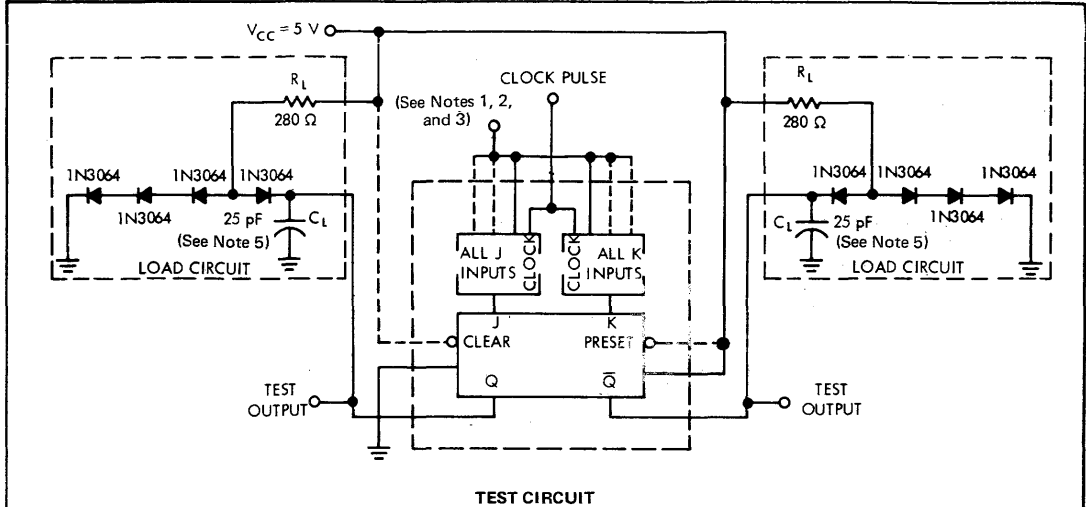 V_CC = 5 V
R_L
280 Ω
1N3064
1N3064
1N3064
1N3064
25 pF
C_L
(See Note 5)
LOAD CIRCUIT
CLOCK PULSE
(See Notes 1, 2,
and 3)
ALL J
INPUTS
CLOCK
CLOCK
ALL K
INPUTS
J
K
CLEAR
PRESET
Q
Q̅
TEST
OUTPUT
TEST
OUTPUT
R_L
280 Ω
1N3064
1N3064
1N3064
1N3064
C_L
25 pF
(See Note 5)
LOAD CIRCUIT
TEST CIRCUIT